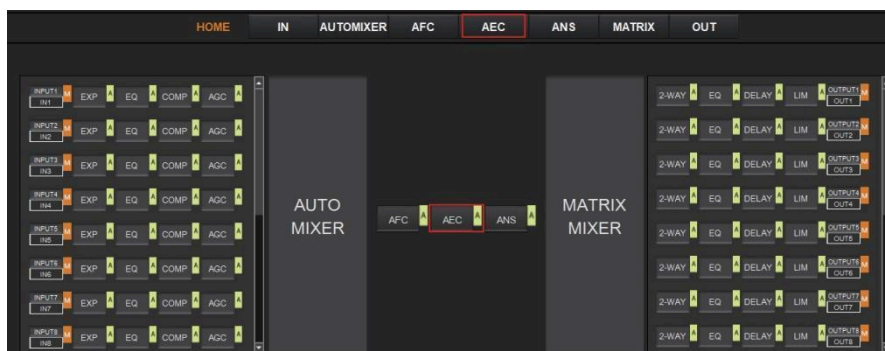 HOME IN AUTOMIXER AFC AEC ANS MATRIX OUT
INPUT1 M EXP A EQ A COMP A AGC A
IN1
INPUT2 M EXP A EQ A COMP A AGC A
IN2
INPUT3 M EXP A EQ A COMP A AGC A
IN3
INPUT4 M EXP A EQ A COMP A AGC A
IN4
INPUT5 M EXP A EQ A COMP A AGC A
IN5
INPUT6 M EXP A EQ A COMP A AGC A
IN6
INPUT7 M EXP A EQ A COMP A AGC A
IN7
INPUT8 M EXP A EQ A COMP A AGC A
IN8
AUTO
MIXER
AFC A AEC A ANS A
MATRIX
MIXER
2-WAY A EQ A DELAY A LIM A OUTPUT1 M
OUT1
2-WAY A EQ A DELAY A LIM A OUTPUT2 M
OUT2
2-WAY A EQ A DELAY A LIM A OUTPUT3 M
OUT3
2-WAY A EQ A DELAY A LIM A OUTPUT4 M
OUT4
2-WAY A EQ A DELAY A LIM A OUTPUT5 M
OUT5
2-WAY A EQ A DELAY A LIM A OUTPUT6 M
OUT6
2-WAY A EQ A DELAY A LIM A OUTPUT7 M
OUT7
2-WAY A EQ A DELAY A LIM A OUTPUT8 M
OUT8